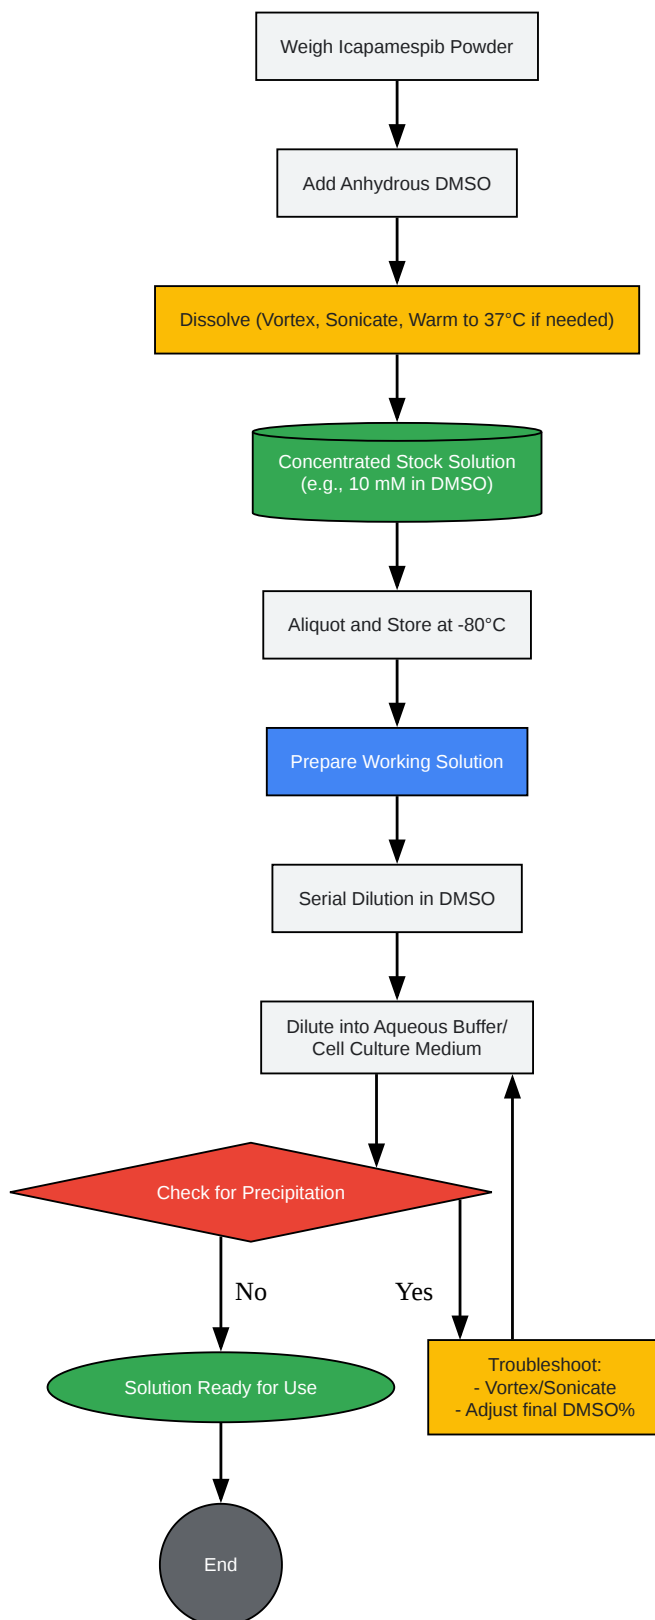 Weigh Icapamespib Powder
Add Anhydrous DMSO
Dissolve (Vortex, Sonicate, Warm to 37°C if needed)
Concentrated Stock Solution
(e.g., 10 mM in DMSO)
Aliquot and Store at -80°C
Prepare Working Solution
Serial Dilution in DMSO
Dilute into Aqueous Buffer/
Cell Culture Medium
Check for Precipitation
No
Yes
Troubleshoot:
- Vortex/Sonicate
- Adjust final DMSO%
Solution Ready for Use
End